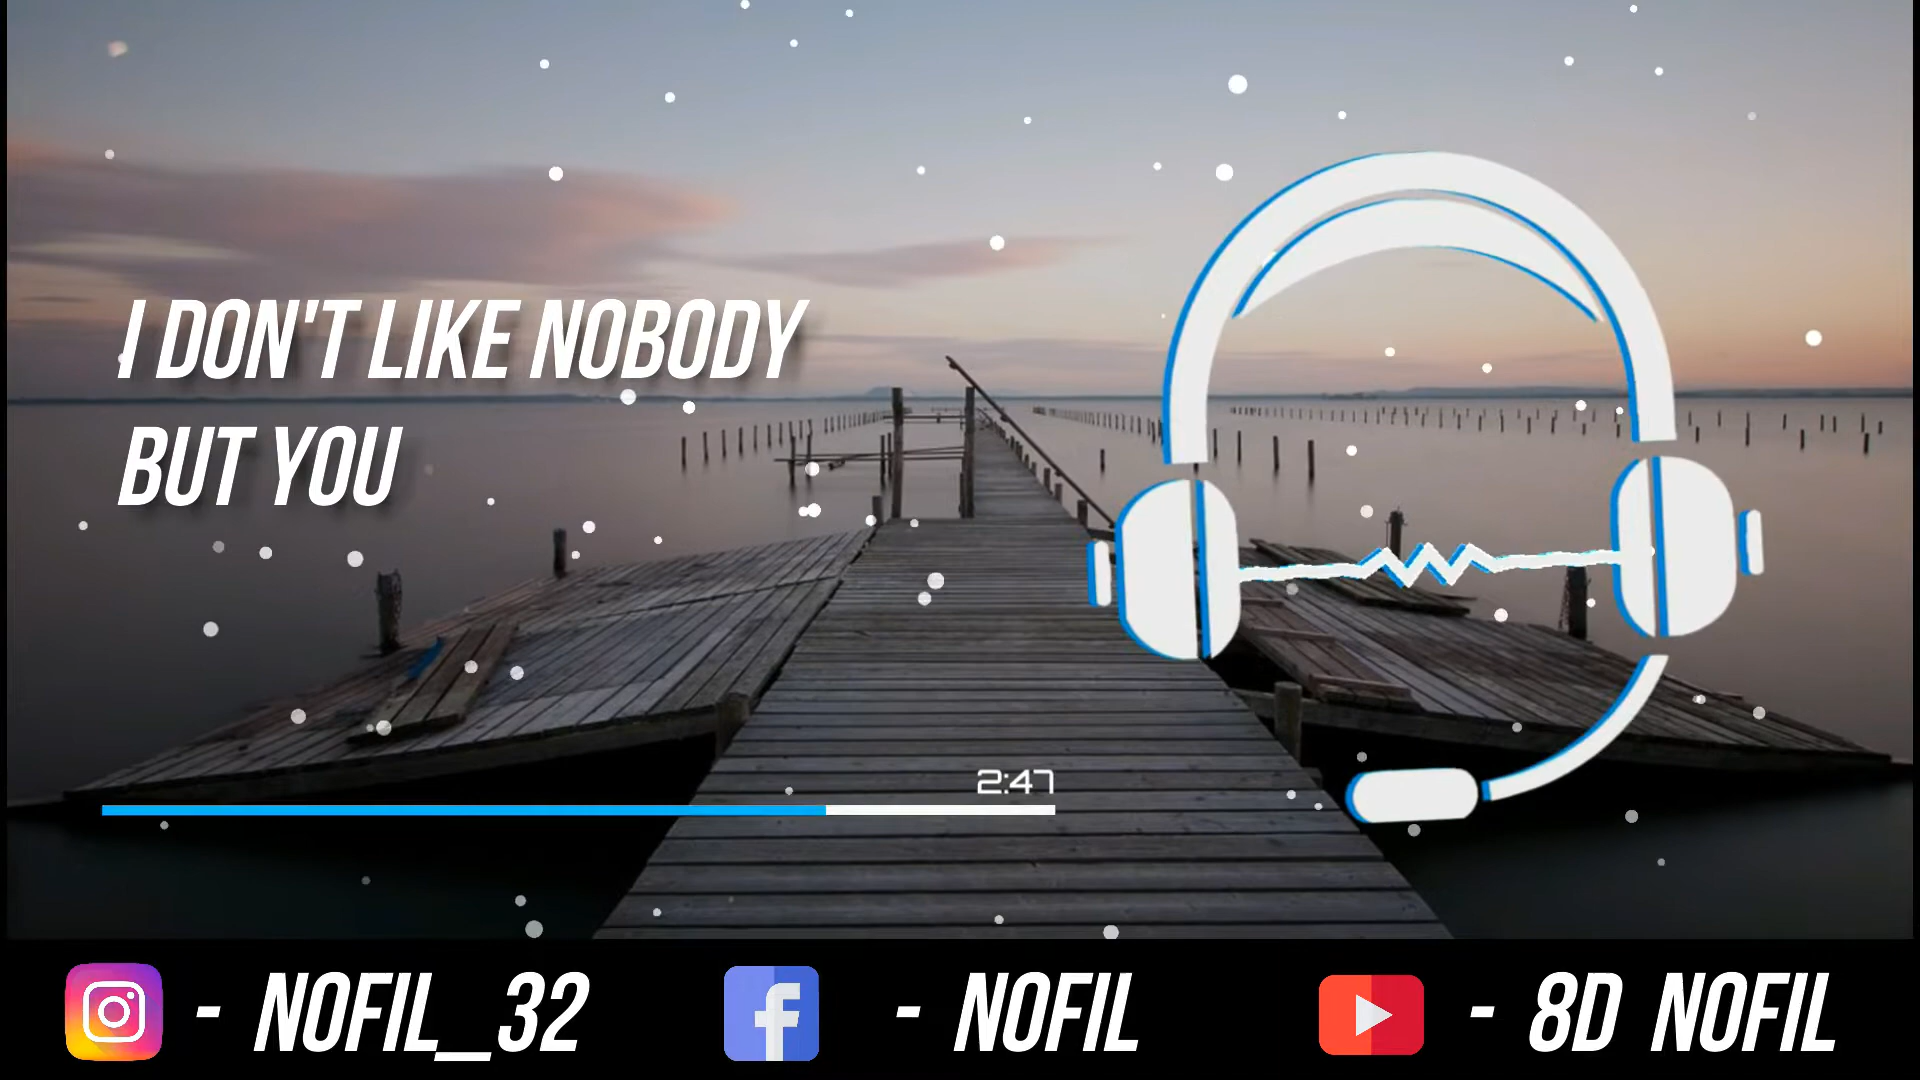 I DON'T LIKE NOBODY
BUT YOU
2:47
- NOFIL_32
- NOFIL
- 8D NOFIL